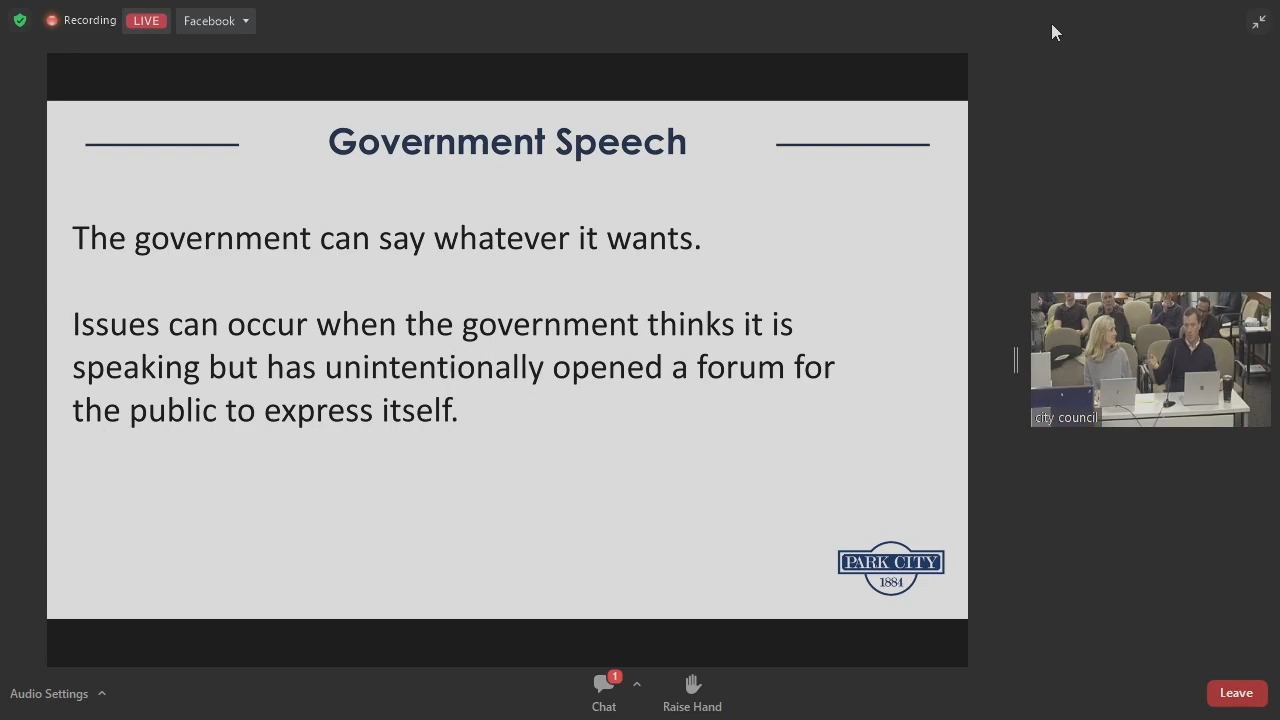 Recording
LIVE
Facebook
Government Speech
The government can say whatever it wants.
Issues can occur when the government thinks it is
speaking but has unintentionally opened a forum for
the public to express itself.
PARK CITY
1884
city council
Audio Settings
1
Chat
Raise Hand
Leave